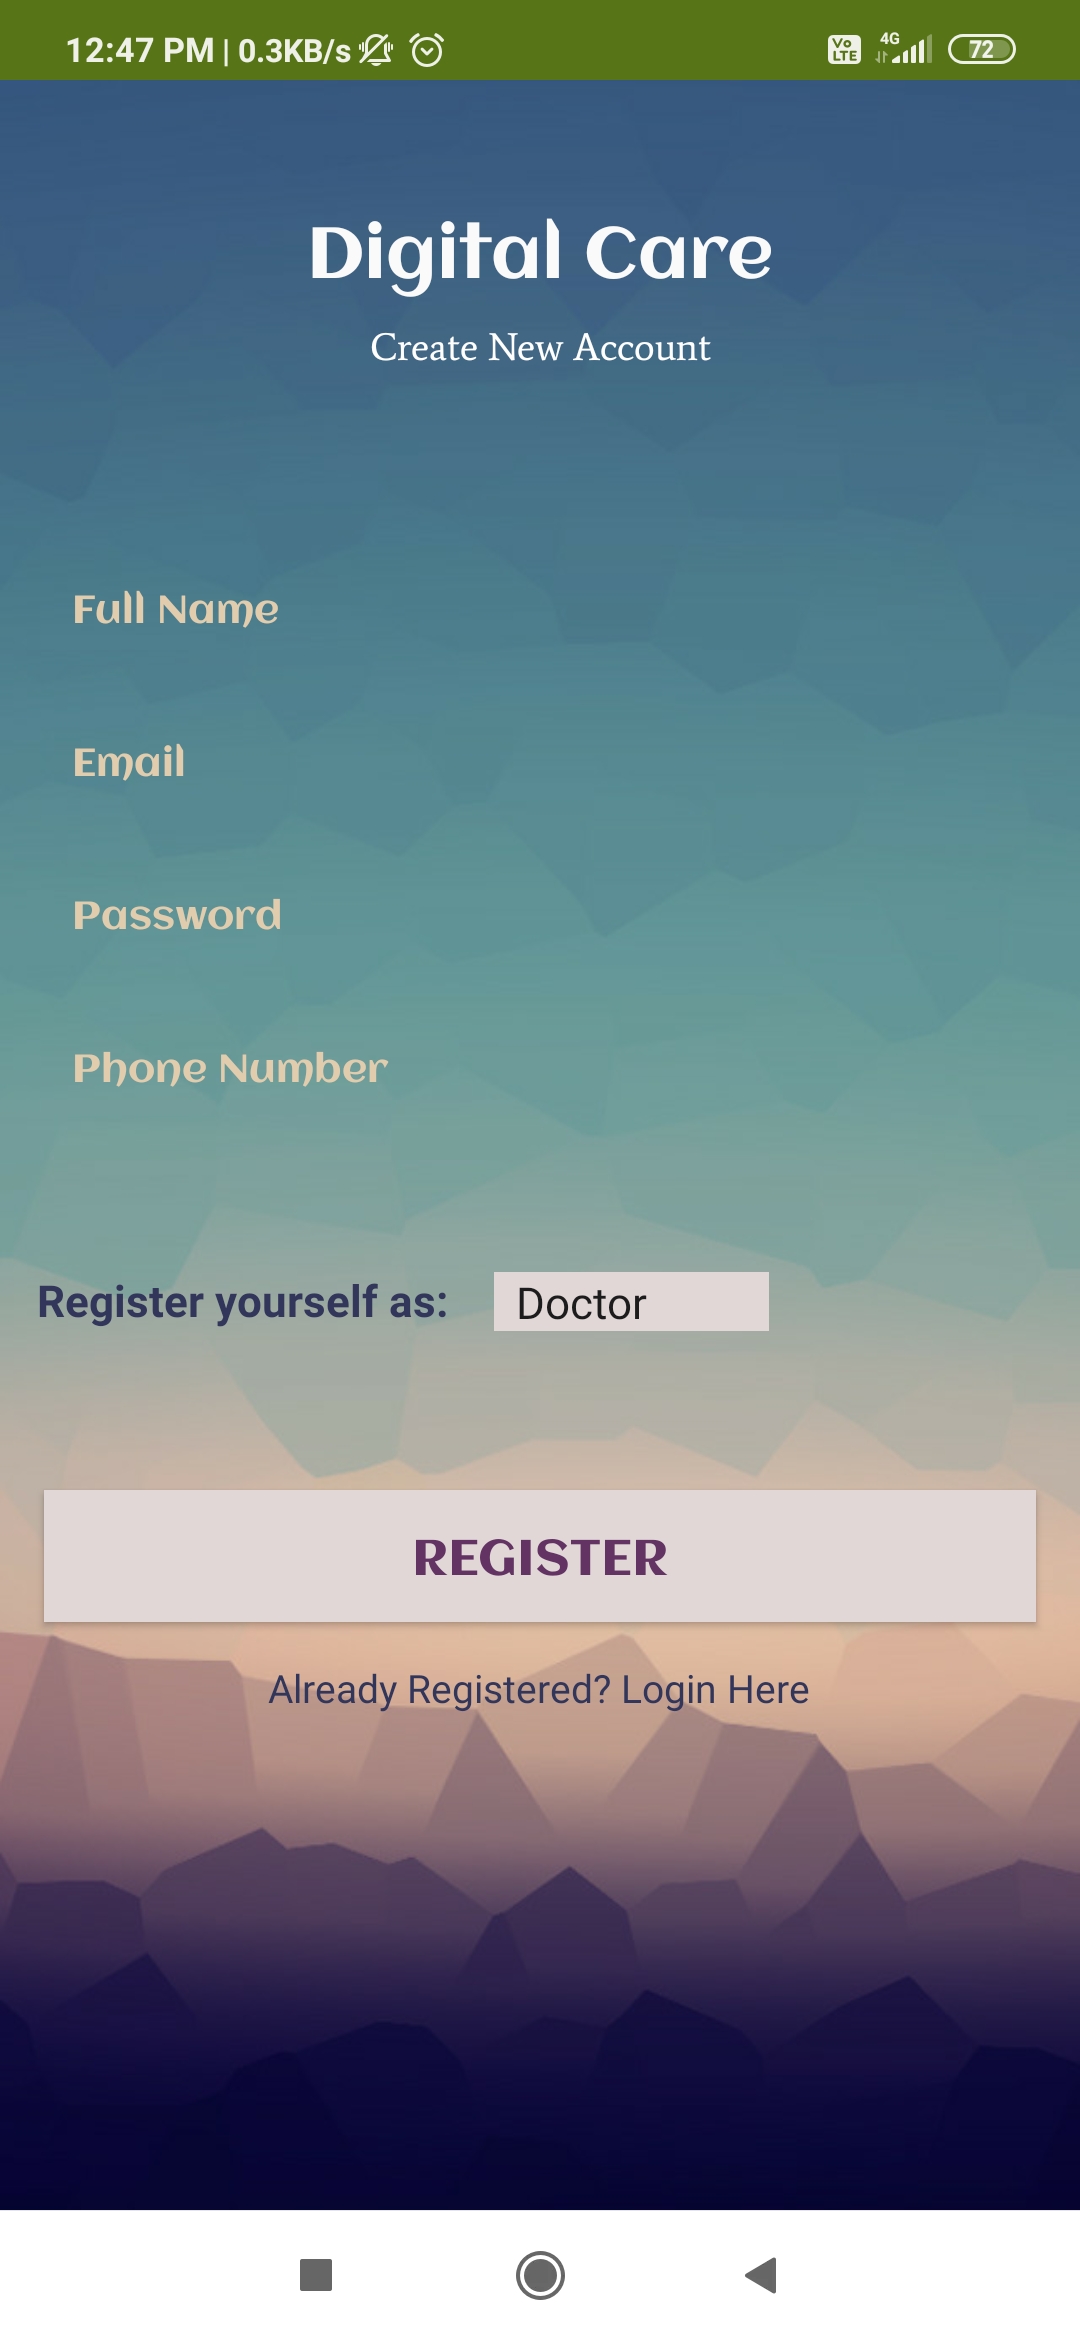 12:47 PM | 0.3KB/s
Vo LTE 4G 72
Digital Care
Create New Account
Full Name
Email
Password
Phone Number
Register yourself as: Doctor
REGISTER
Already Registered? Login Here